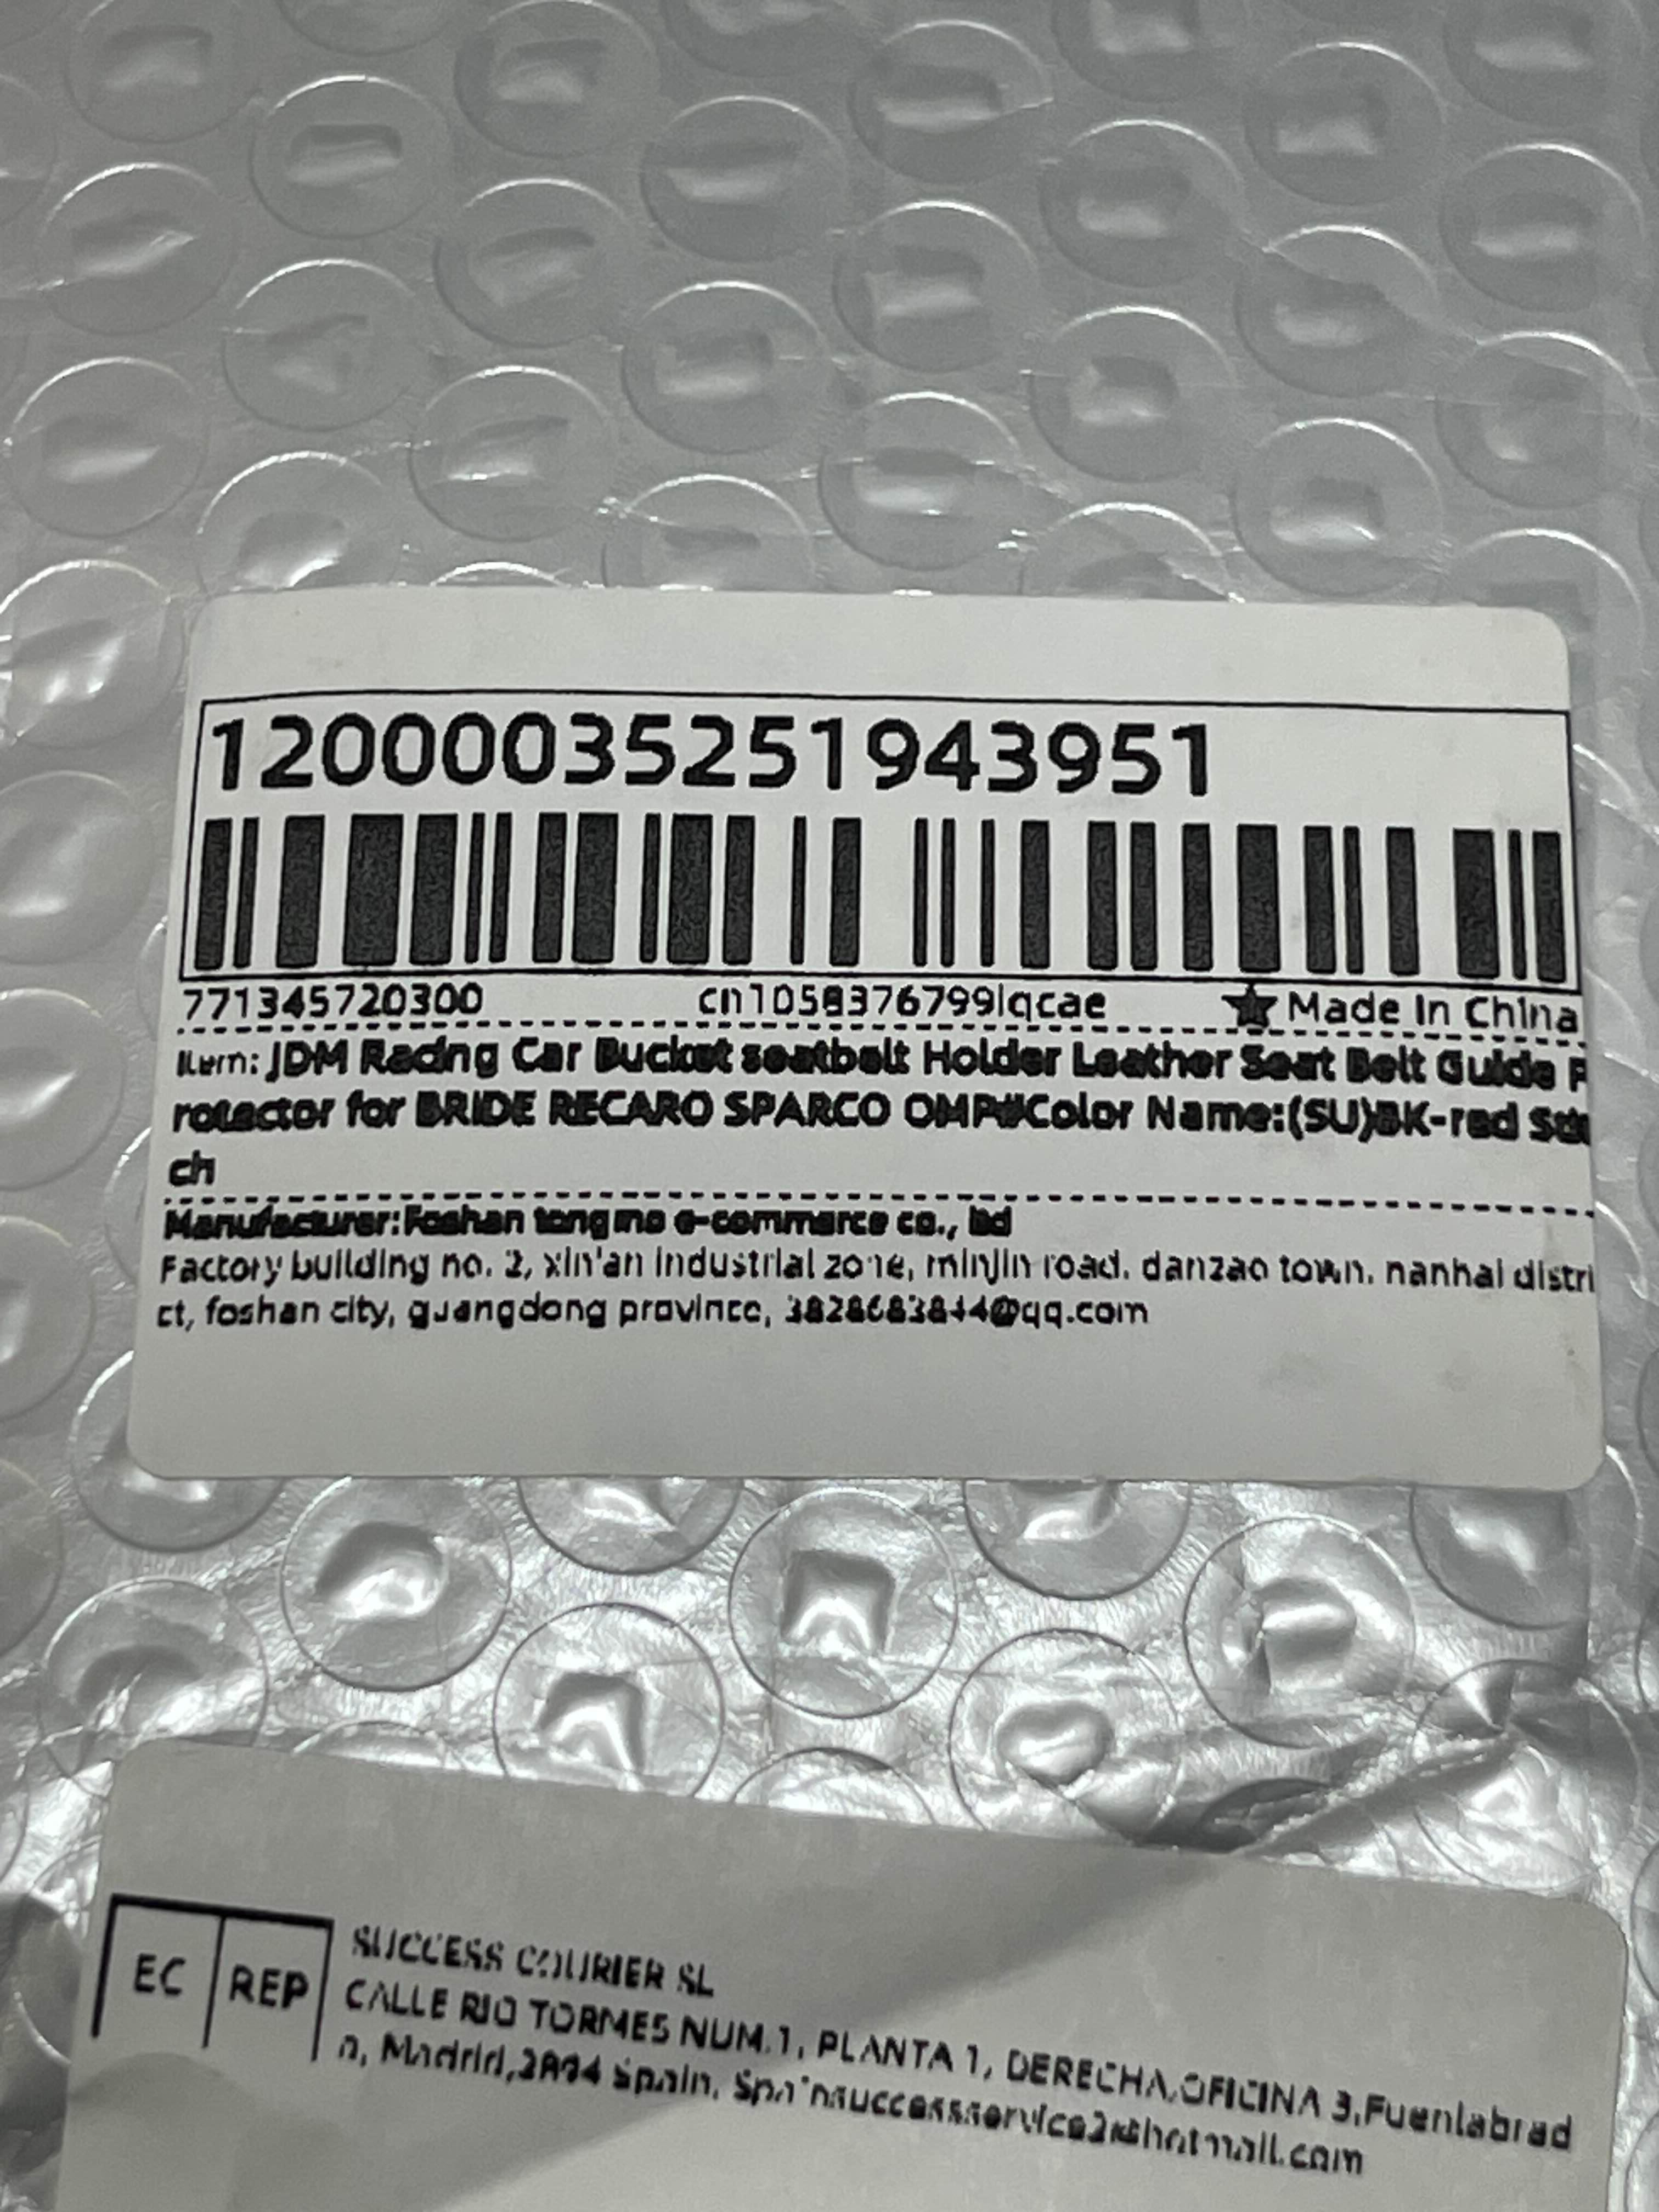 12000035251943951
771345720300 cn1058376799lqcae ★ Made In China
Item: JDM Racing Car Bucket seatbelt Holder Leather Seat Belt Guide P
rotector for BRIDE RECARO SPARCO OMP#Color Name:(SU)BK-red Stit
ch
Manufacturer:Foshan e-commerce co., ltd
Factory building no. 2, xin'an industrial zone, minjin road, danzao town, nanhai distri
ct, foshan city, guangdong province,
EC REP
SUCCESS COURIER SL
CALLE RIO TORMES NUM.1, PLANTA 1, DERECHA,OFICINA 3,Fuenlabrad
a, Madrid, Spain,